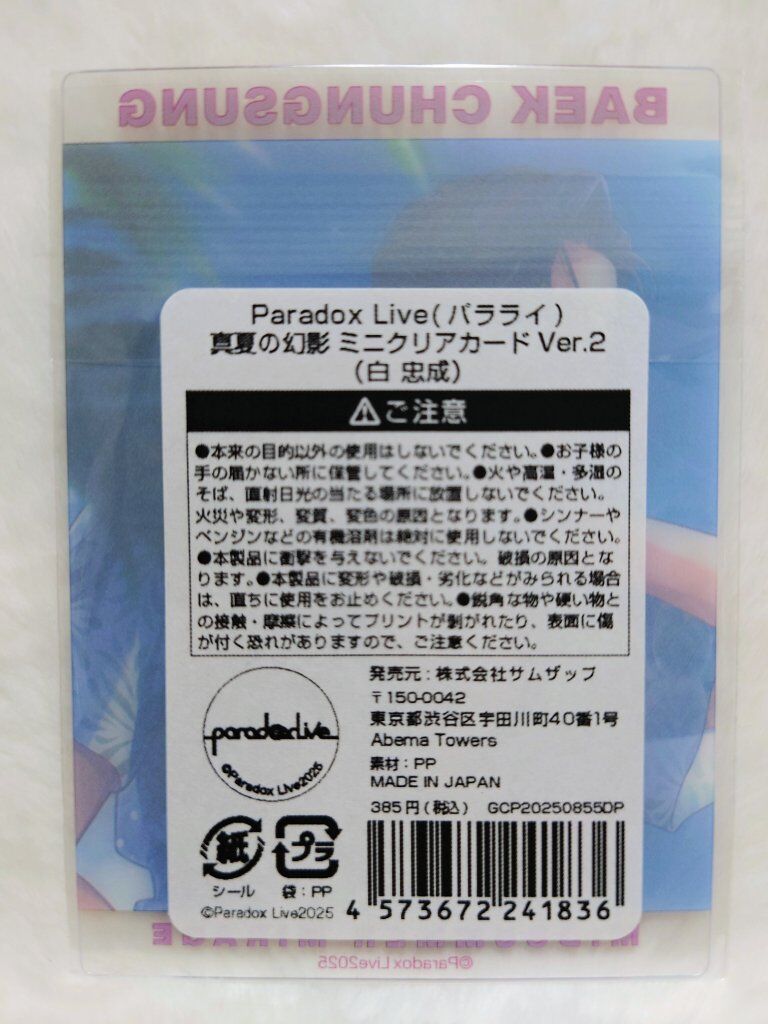 BAEK CHUNGSUNG
Paradox Live(パラライ)
真夏の幻影 ミニクリアカード Ver.2
(白 忠成)
⚠ご注意
●本来の目的以外の使用はしないでください。●お子様の
手の届かない所に保管してください。●火や高温・多湿の
そば、直射日光の当たる場所に放置しないでください。
火災や変形、変質、変色の原因となります。●シンナーや
ベンジンなどの有機溶剤は絶対に使用しないでください。
●本製品に衝撃を与えないでください。破損の原因とな
ります。●本製品に変形や破損・劣化などがみられる場合
は、直ちに使用をお止めください。●鋭角な物や硬い物と
の接触・摩擦によってプリントが剥がれたり、表面に傷
が付く恐れがありますので、ご注意ください。
paradoxlive
©Paradox Live2025
発売元:株式会社サムザップ
〒150-0042
東京都渋谷区宇田川町40番1号
Abema Towers
素材:PP
MADE IN JAPAN
385円(税込) GCP20250855DP
紙
シール
プラ
袋:PP
©Paradox Live2025
4 573672 241836
MIDSUMMER MIRAGE
©Paradox Live2025